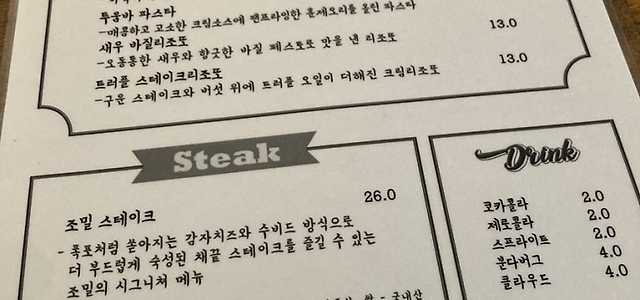 투움바 파스타
-매콤하고 고소한 크림소스에 팬프라잉한 훈제오리를 올린 파스타
새우 바질리조또 13.0
-오동통한 새우와 향긋한 바질 페스토로 맛을 낸 리조또
트러플 스테이크리조또 13.0
-구운 스테이크와 버섯 위에 트러플 오일이 더해진 크림리조또
Steak
조밀 스테이크 26.0
- 폭포처럼 쏟아지는 감자치즈와 수비드 방식으로
더 부드럽게 숙성된 채끝 스테이크를 즐길 수 있는
조밀의 시그니처 메뉴
쌀 - 국내산
Drink
코카콜라 2.0
제로콜라 2.0
스프라이트 2.0
분다버그 4.0
클라우드 4.0